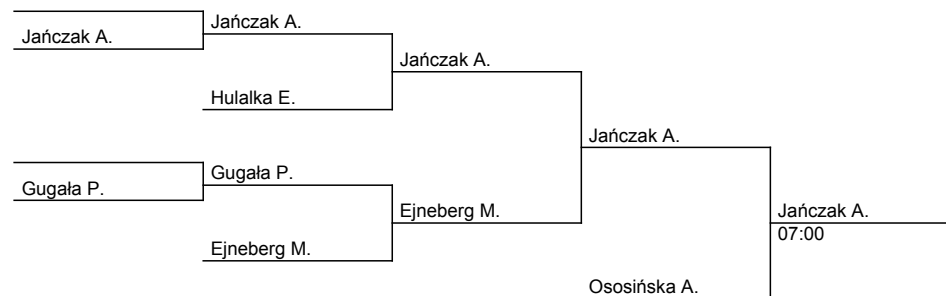 Jańczak A.
Jańczak A.
Jańczak A.
Hulalka E.
Jańczak A.
Gugała P.
Gugała P.
Ejneberg M.
Jańczak A.
07:00
Ejneberg M.
Ososińska A.